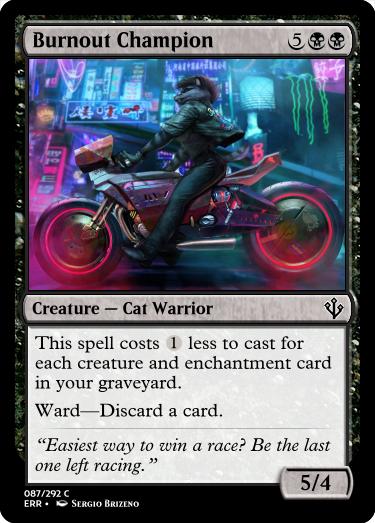 Burnout Champion 5
Creature — Cat Warrior
This spell costs 1 less to cast for
each creature and enchantment card
in your graveyard.
Ward—Discard a card.
“Easiest way to win a race? Be the last
one left racing.”
5/4
087/292 C
ERR • Sergio Brizeno